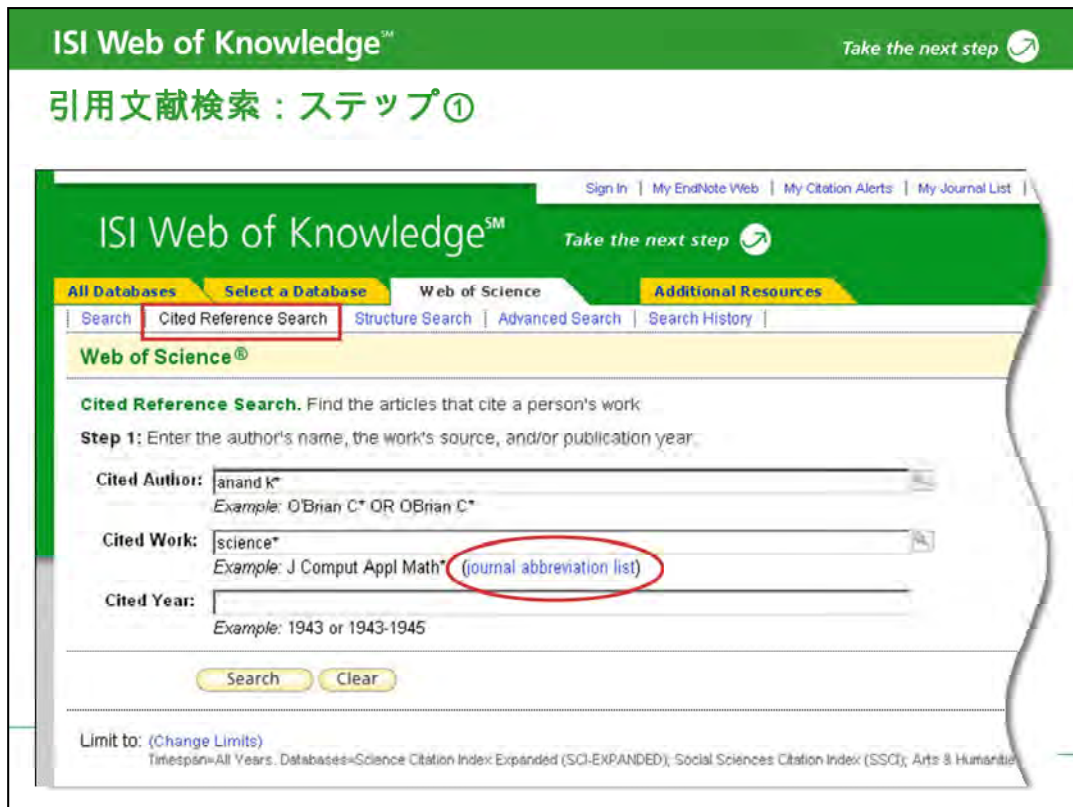 ISI Web of Knowledge℠
Take the next step
引用文献検索：ステップ①
Sign In | My EndNote Web | My Citation Alerts | My Journal List |
ISI Web of Knowledge℠
Take the next step
All Databases Select a Database Web of Science Additional Resources
| Search | Cited Reference Search | Structure Search | Advanced Search | Search History |
Web of Science®
Cited Reference Search. Find the articles that cite a person's work
Step 1: Enter the author's name, the work's source, and/or publication year.
Cited Author: anand k*
Example: O'Brian C* OR OBrian C*
Cited Work: science*
Example: J Comput Appl Math* (journal abbreviation list)
Cited Year:
Example: 1943 or 1943-1945
Search Clear
Limit to: (Change Limits)
Timespan=All Years. Databases=Science Citation Index Expanded (SCI-EXPANDED); Social Sciences Citation Index (SSCI); Arts & Humanitie